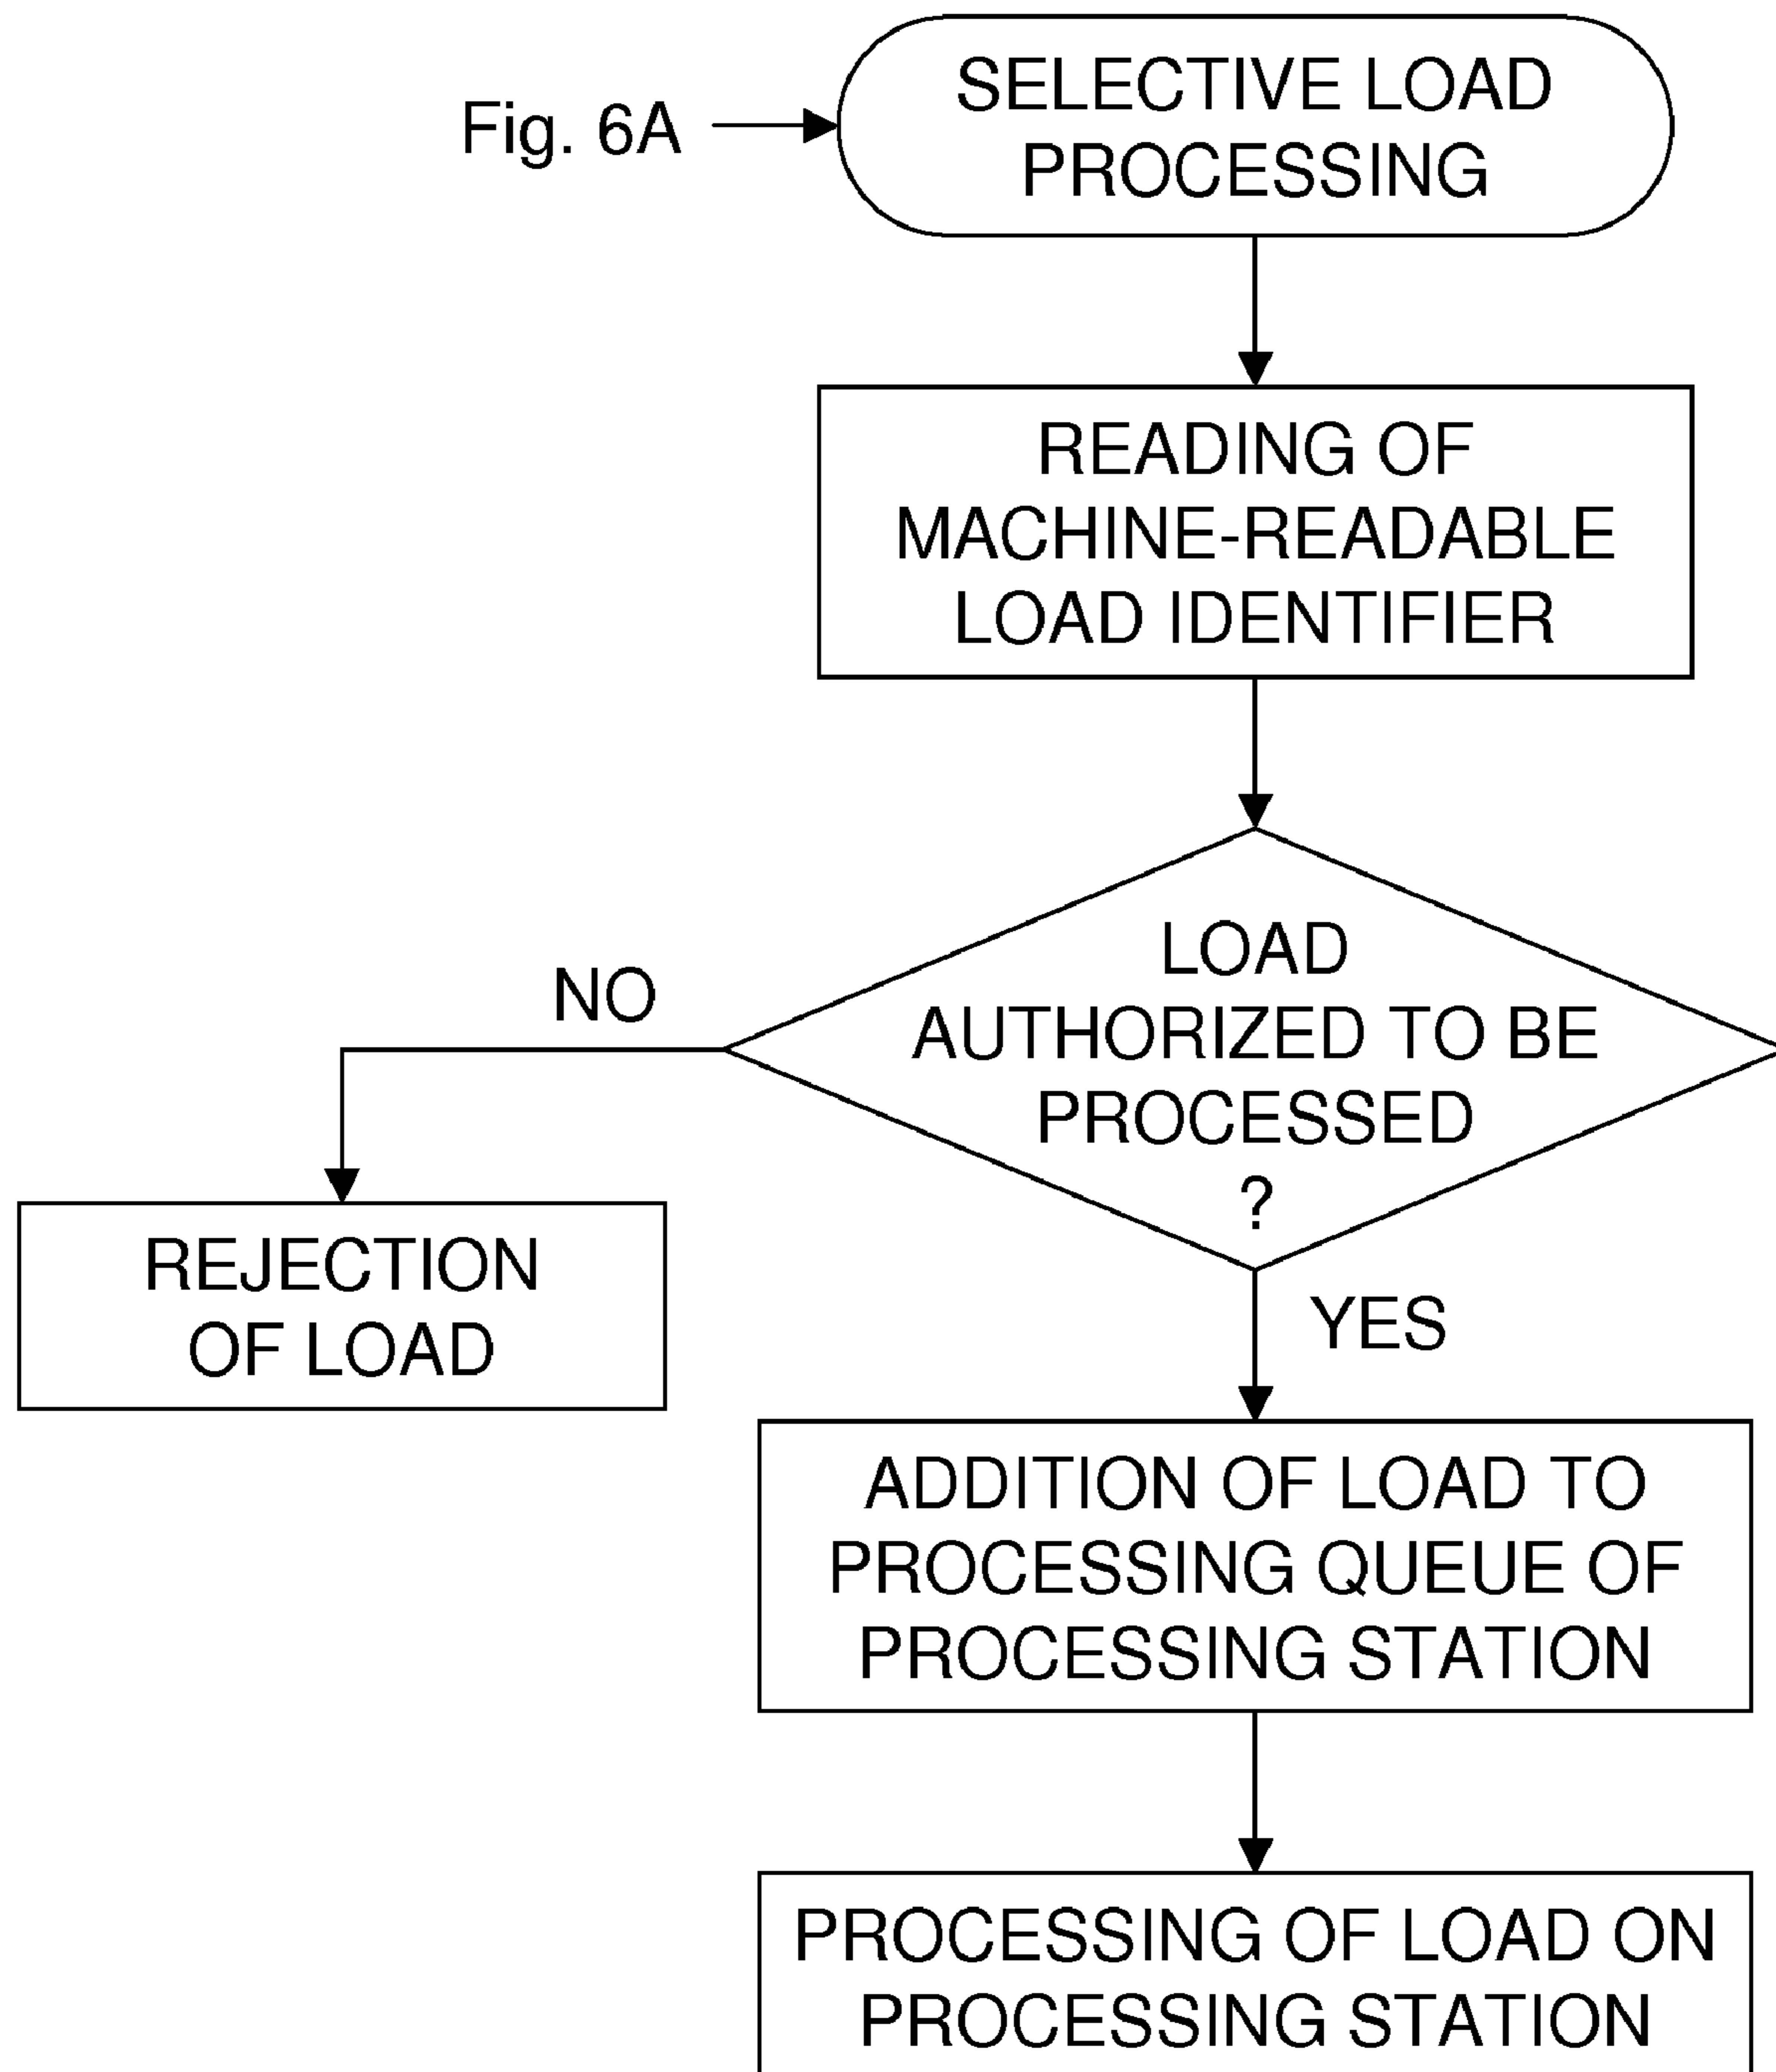 Fig. 6A
SELECTIVE LOAD
PROCESSING
READING OF
MACHINE-READABLE
LOAD IDENTIFIER
LOAD
AUTHORIZED TO BE
PROCESSED
?
NO
REJECTION
OF LOAD
YES
ADDITION OF LOAD TO
PROCESSING QUEUE OF
PROCESSING STATION
PROCESSING OF LOAD ON
PROCESSING STATION